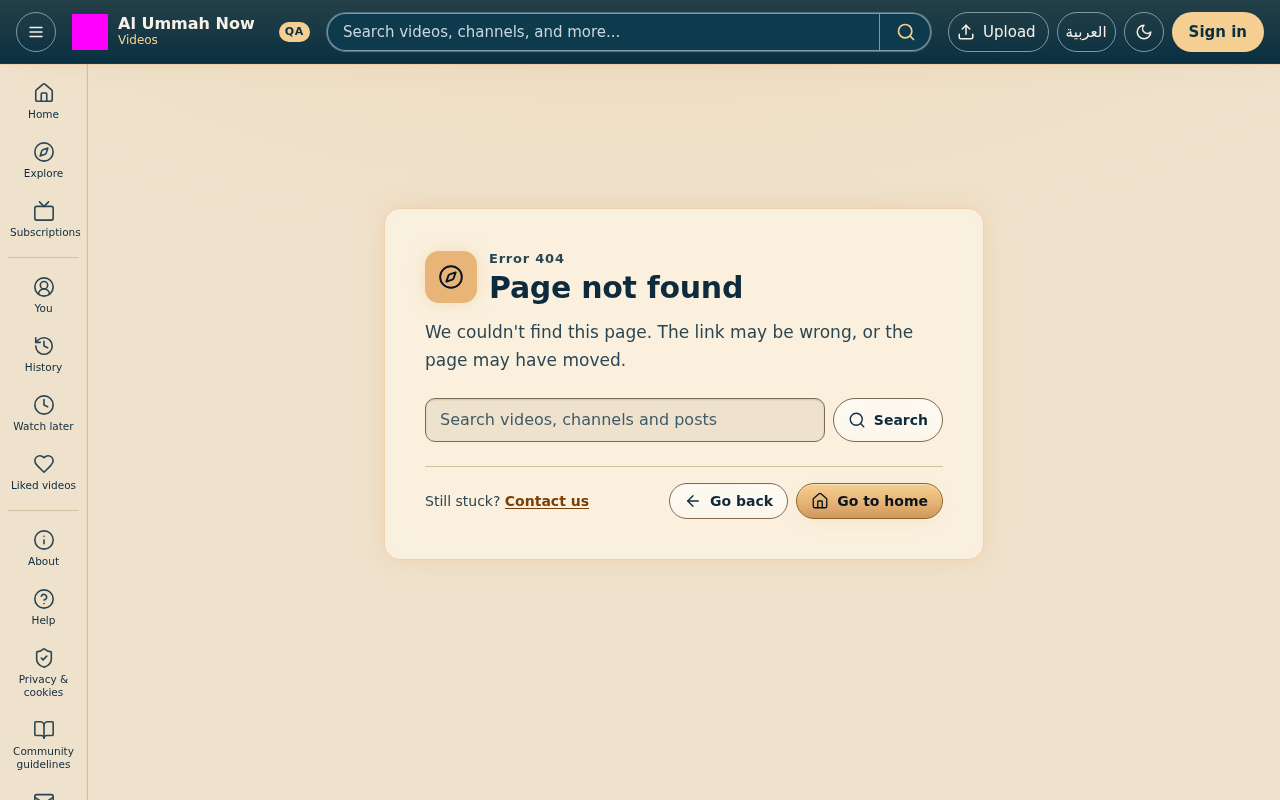 Al Ummah Now
Videos
QA
Search videos, channels, and more...
Upload
العربية
Sign in
Home
Explore
Subscriptions
You
History
Watch later
Liked videos
About
Help
Privacy &
cookies
Community
guidelines
Error 404
Page not found
We couldn't find this page. The link may be wrong, or the
page may have moved.
Search videos, channels and posts
Search
Still stuck? Contact us
Go back
Go to home